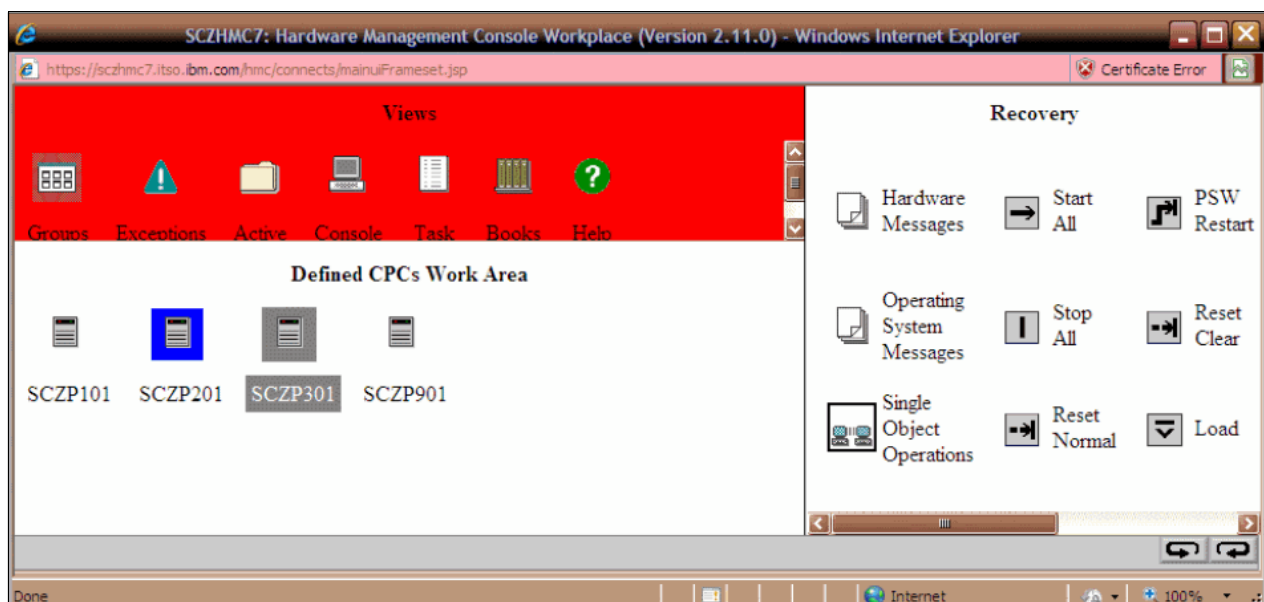 SCZHMC7: Hardware Management Console Workplace (Version 2.11.0) - Windows Internet Explorer
https://sczhmc7.itso.ibm.com/hmc/connects/mainuiFrameset.jsp
Certificate Error
Views
Groups Exceptions Active Console Task Books Help
Defined CPCs Work Area
SCZP101 SCZP201 SCZP301 SCZP901
Recovery
Hardware
Messages
Start
All
PSW
Restart
Operating
System
Messages
Stop
All
Reset
Clear
Single
Object
Operations
Reset
Normal
Load
Done
Internet
100%